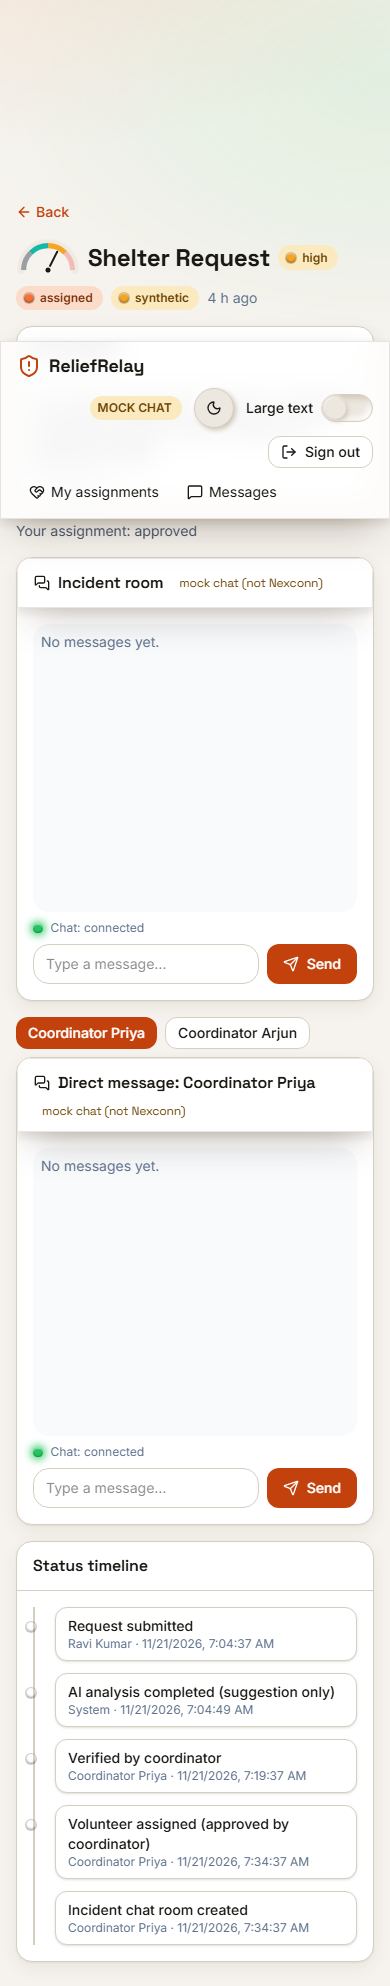 Back
Shelter Request high
assigned synthetic 4 h ago
ReliefRelay
MOCK CHAT Large text
Sign out
My assignments Messages
Your assignment: approved
Incident room mock chat (not Nexconn)
No messages yet.
Chat: connected
Type a message... Send
Coordinator Priya Coordinator Arjun
Direct message: Coordinator Priya
mock chat (not Nexconn)
No messages yet.
Chat: connected
Type a message... Send
Status timeline
Request submitted
Ravi Kumar · 11/21/2026, 7:04:37 AM
AI analysis completed (suggestion only)
System · 11/21/2026, 7:04:49 AM
Verified by coordinator
Coordinator Priya · 11/21/2026, 7:19:37 AM
Volunteer assigned (approved by
coordinator)
Coordinator Priya · 11/21/2026, 7:34:37 AM
Incident chat room created
Coordinator Priya · 11/21/2026, 7:34:37 AM